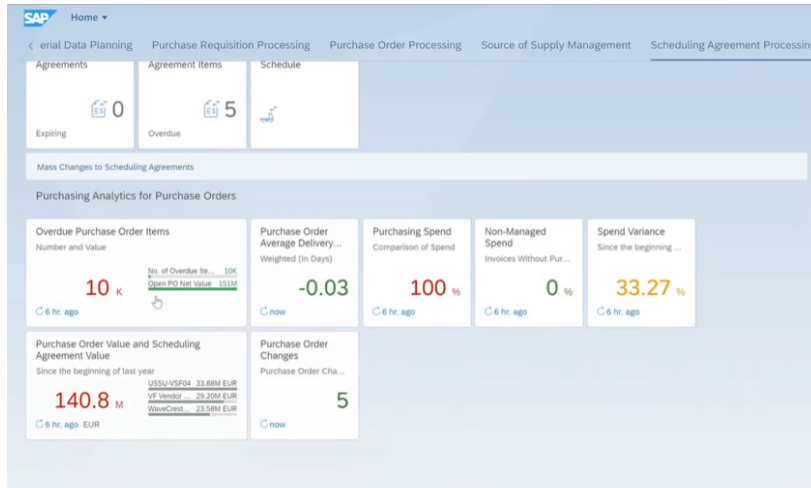 SAP Home
erial Data Planning Purchase Requisition Processing Purchase Order Processing Source of Supply Management Scheduling Agreement Processin
Agreements
0
Expiring
Agreement Items
5
Overdue
Schedule
Mass Changes to Scheduling Agreements
Purchasing Analytics for Purchase Orders
Overdue Purchase Order Items
Number and Value
10 K
No. of Overdue Ite... 10K
Open PO Net Value 151M
6 hr. ago
Purchase Order
Average Delivery...
Weighted (In Days)
-0.03
now
Purchasing Spend
Comparison of Spend
100 %
6 hr. ago
Non-Managed
Spend
Invoices Without Pur...
0 %
6 hr. ago
Spend Variance
Since the beginning ...
33.27 %
6 hr. ago
Purchase Order Value and Scheduling
Agreement Value
Since the beginning of last year
140.8 M
USSU-VSF04 33.88M EUR
VF Vendor ... 29.20M EUR
WaveCrest... 23.58M EUR
6 hr. ago EUR
Purchase Order
Changes
Purchase Order Cha...
5
now